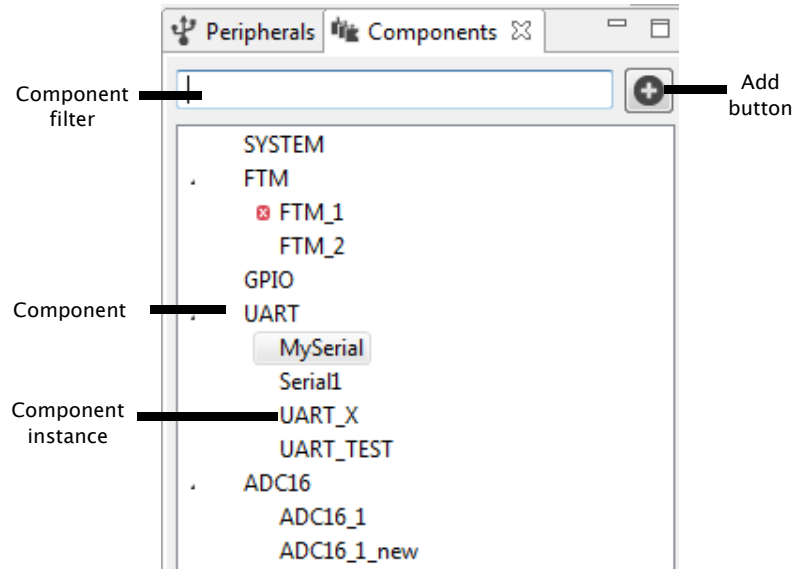 Peripherals Components
Component
filter
Add
button
SYSTEM
FTM
FTM_1
FTM_2
GPIO
Component
UART
MySerial
Serial1
Component
instance
UART_X
UART_TEST
ADC16
ADC16_1
ADC16_1_new